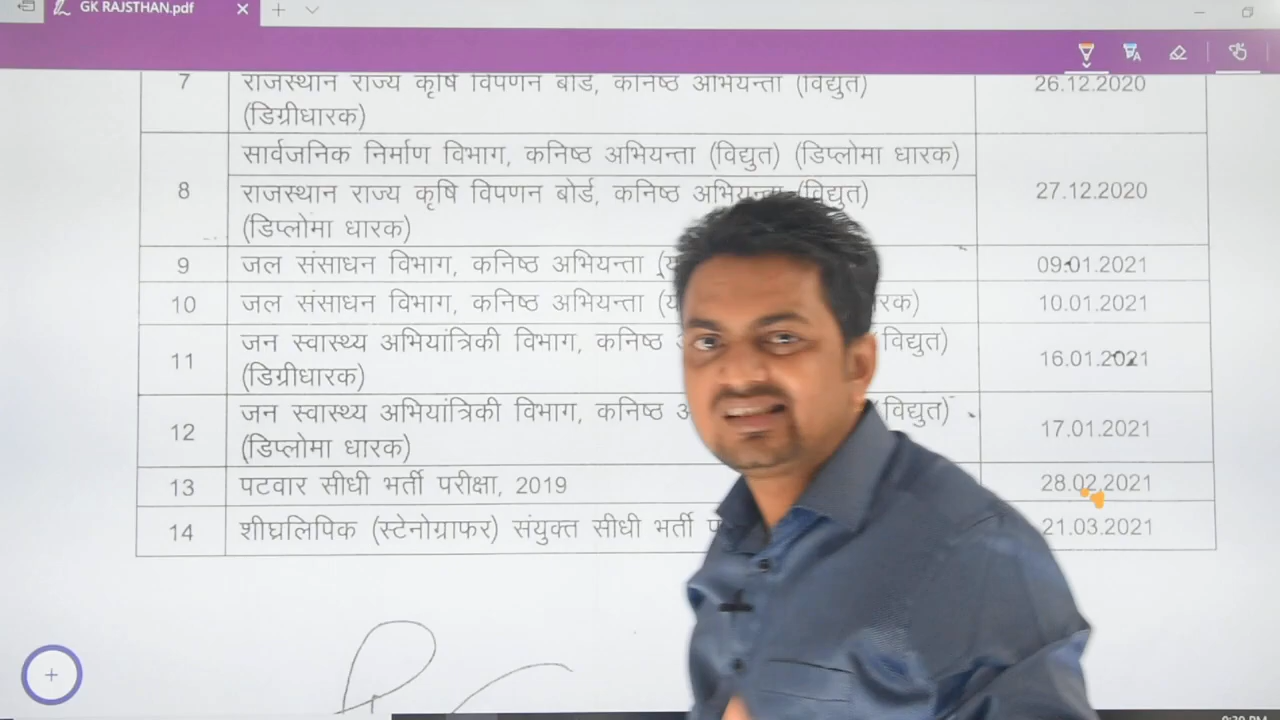 GK RAJSTHAN.pdf
7 राजस्थान राज्य कृषि विपणन बोर्ड, कनिष्ठ अभियन्ता (विद्युत) 26.12.2020
(डिग्रीधारक)
सार्वजनिक निर्माण विभाग, कनिष्ठ अभियन्ता (विद्युत) (डिप्लोमा धारक)
8 राजस्थान राज्य कृषि विपणन बोर्ड, कनिष्ठ अभियन्ता (विद्युत) 27.12.2020
(डिप्लोमा धारक)
9 जल संसाधन विभाग, कनिष्ठ अभियन्ता 09.01.2021
10 जल संसाधन विभाग, कनिष्ठ अभियन्ता 10.01.2021
11 जन स्वास्थ्य अभियांत्रिकी विभाग, कनिष्ठ (विद्युत) 16.01.2021
(डिग्रीधारक)
12 जन स्वास्थ्य अभियांत्रिकी विभाग, कनिष्ठ (विद्युत) 17.01.2021
(डिप्लोमा धारक)
13 पटवार सीधी भर्ती परीक्षा, 2019 28.02.2021
14 शीघ्रलिपिक (स्टेनोग्राफर) संयुक्त सीधी भर्ती 21.03.2021